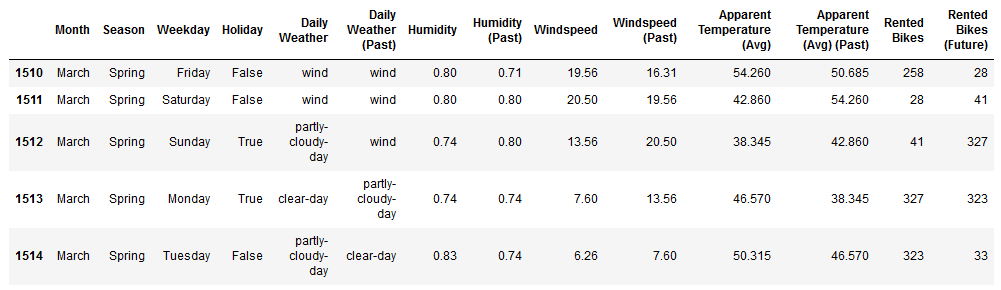 Month Season Weekday Holiday Daily Weather Daily Weather (Past) Humidity Humidity (Past) Windspeed Windspeed (Past) Apparent Temperature (Avg) Apparent Temperature (Avg) (Past) Rented Bikes Rented Bikes (Future)
1510 March Spring Friday False wind wind 0.80 0.71 19.56 16.31 54.260 50.685 258 28
1511 March Spring Saturday False wind wind 0.80 0.80 20.50 19.56 42.860 54.260 28 41
1512 March Spring Sunday True partly-cloudy-day wind 0.74 0.80 13.56 20.50 38.345 42.860 41 327
1513 March Spring Monday True clear-day partly-cloudy-day 0.74 0.74 7.60 13.56 46.570 38.345 327 323
1514 March Spring Tuesday False partly-cloudy-day clear-day 0.83 0.74 6.26 7.60 50.315 46.570 323 33